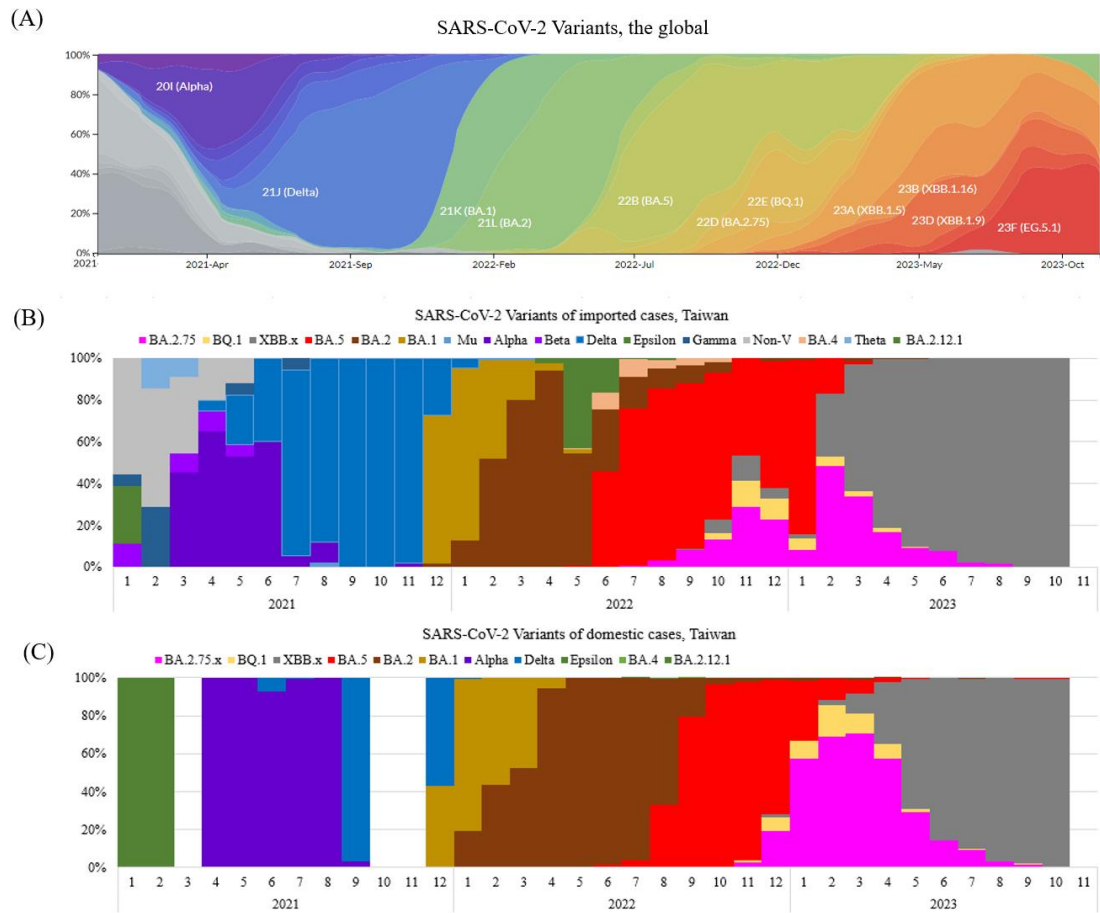 (A)
SARS-CoV-2 Variants, the global
100%
80%
60%
40%
20%
0%
20I (Alpha)
21J (Delta)
21K (BA.1)
21L (BA.2)
22B (BA.5)
22D (BA.2.75)
22E (BQ.1)
23A (XBB.1.5)
23B (XBB.1.16)
23D (XBB.1.9)
23F (EG.5.1)
2021 2021-Apr 2021-Sep 2022-Feb 2022-Jul 2022-Dec 2023-May 2023-Oct
(B)
SARS-CoV-2 Variants of imported cases, Taiwan
BA.2.75 BQ.1 XBB.x BA.5 BA.2 BA.1 Mu Alpha Beta Delta Epsilon Gamma Non-V BA.4 Theta BA.2.12.1
100%
80%
60%
40%
20%
0%
1 2 3 4 5 6 7 8 9 10 11 12 1 2 3 4 5 6 7 8 9 10 11 12 1 2 3 4 5 6 7 8 9 10 11
2021 2022 2023
(C)
SARS-CoV-2 Variants of domestic cases, Taiwan
BA.2.75.x BQ.1 XBB.x BA.5 BA.2 BA.1 Alpha Delta Epsilon BA.4 BA.2.12.1
100%
80%
60%
40%
20%
0%
1 2 3 4 5 6 7 8 9 10 11 12 1 2 3 4 5 6 7 8 9 10 11 12 1 2 3 4 5 6 7 8 9 10 11
2021 2022 2023